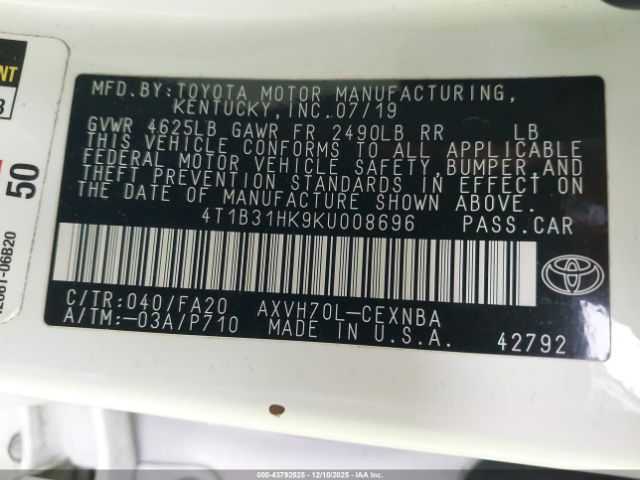 MFD. BY: TOYOTA MOTOR MANUFACTURING,
KENTUCKY, INC. 07/19
GVWR 4625LB GAWR FR 2490LB RR LB
THIS VEHICLE CONFORMS TO ALL APPLICABLE
FEDERAL MOTOR VEHICLE SAFETY, BUMPER, AND
THEFT PREVENTION STANDARDS IN EFFECT ON
THE DATE OF MANUFACTURE SHOWN ABOVE.
4T1B31HK9KU008696 PASS.CAR
C/TR: 040/FA20 AXVH70L-CEXNBA
A/TM: -03A/P710 MADE IN U.S.A.
42792
50
000-43792525 - 12/10/2025 - IAAI.COM